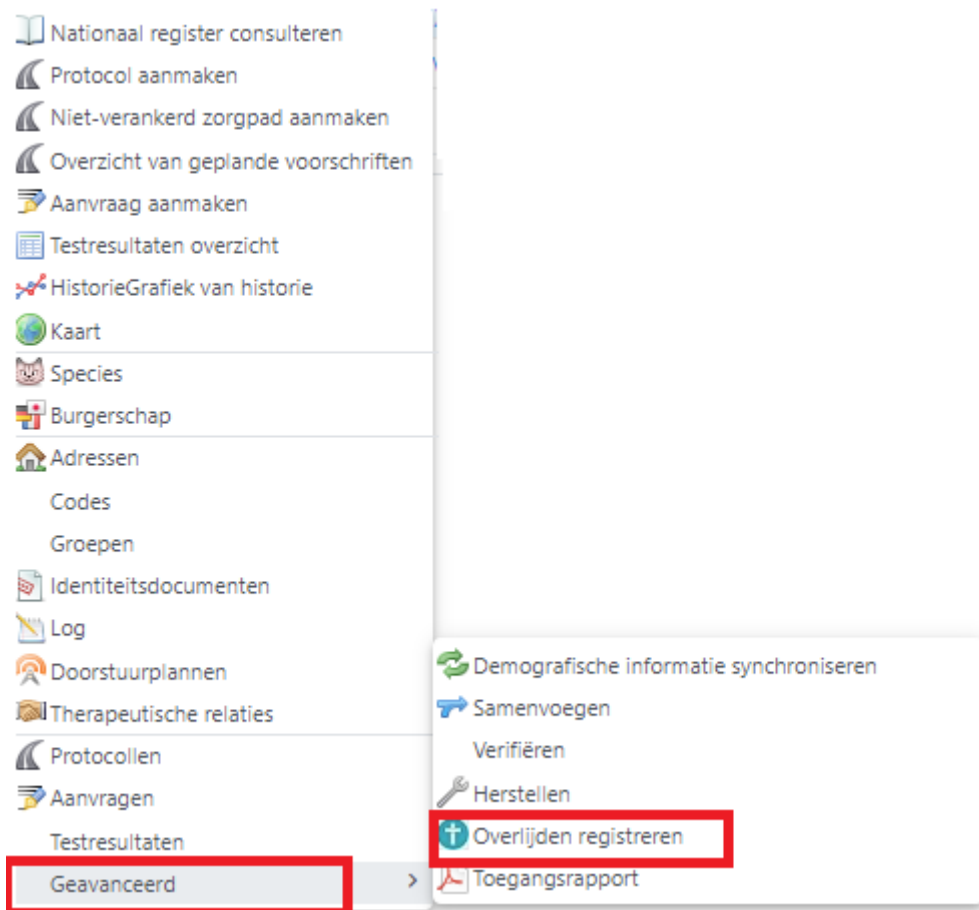 Nationaal register consulteren
Protocol aanmaken
Niet-verankerd zorgpad aanmaken
Overzicht van geplande voorschriften
Aanvraag aanmaken
Testresultaten overzicht
HistorieGrafiek van historie
Kaart
Species
Burgerschap
Adressen
Codes
Groepen
Identiteitsdocumenten
Log
Doorstuurplannen
Therapeutische relaties
Protocollen
Aanvragen
Testresultaten
Geavanceerd
Demografische informatie synchroniseren
Samenvoegen
Verifiëren
Herstellen
Overlijden registreren
Toegangsrapport